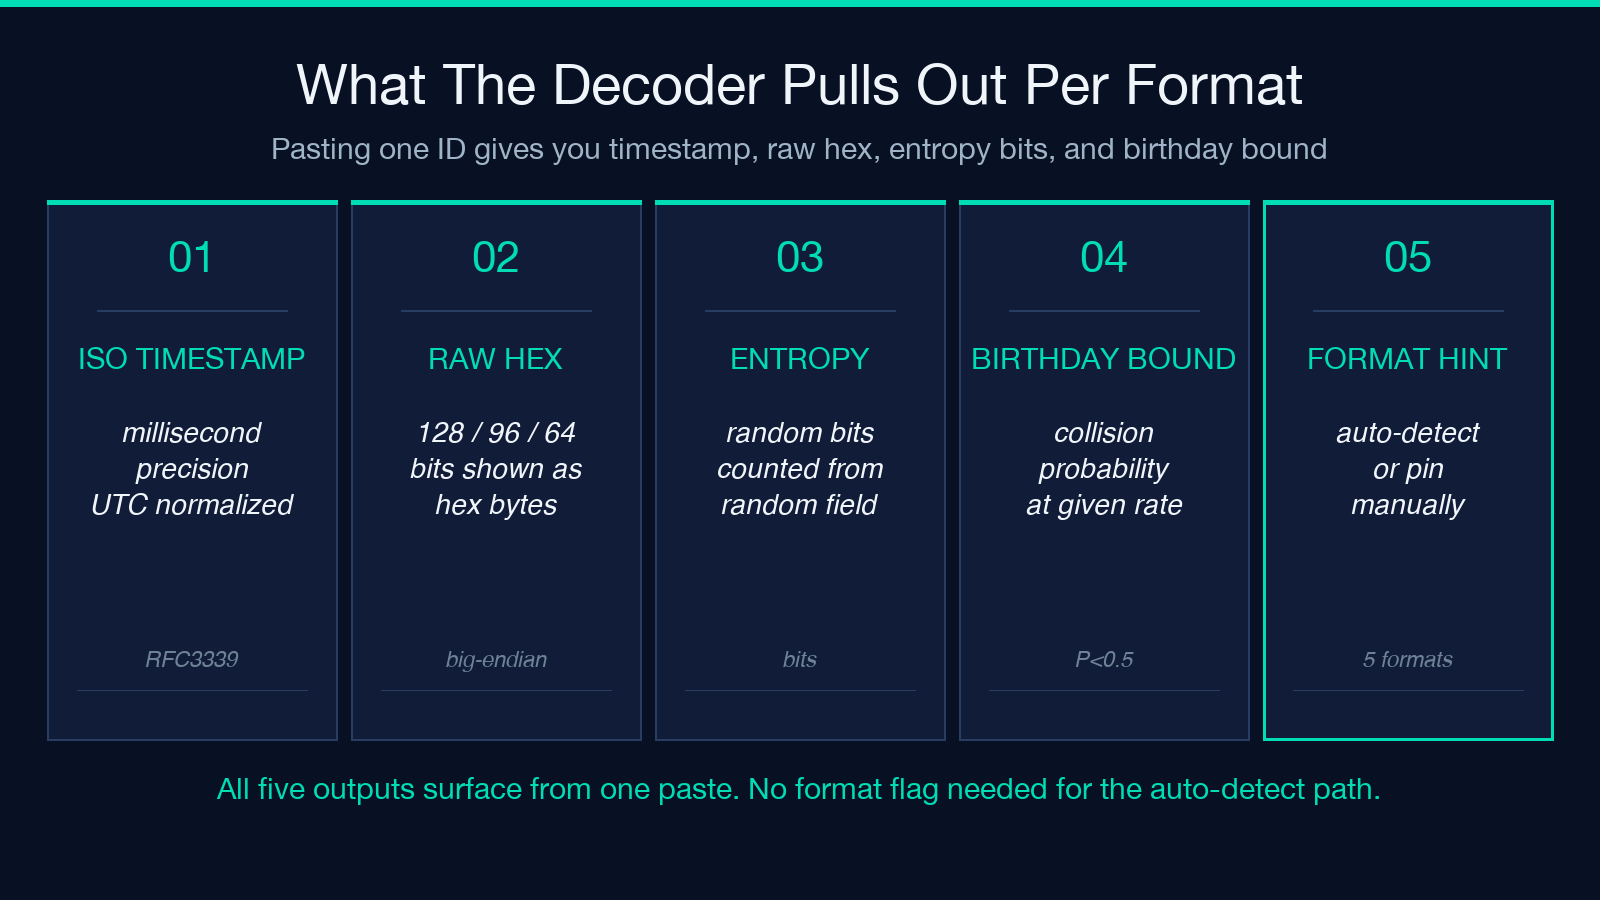 What The Decoder Pulls Out Per Format
Pasting one ID gives you timestamp, raw hex, entropy bits, and birthday bound
01
ISO TIMESTAMP
millisecond
precision
UTC normalized
RFC3339
02
RAW HEX
128 / 96 / 64
bits shown as
hex bytes
big-endian
03
ENTROPY
random bits
counted from
random field
bits
04
BIRTHDAY BOUND
collision
probability
at given rate
P<0.5
05
FORMAT HINT
auto-detect
or pin
manually
5 formats
All five outputs surface from one paste. No format flag needed for the auto-detect path.